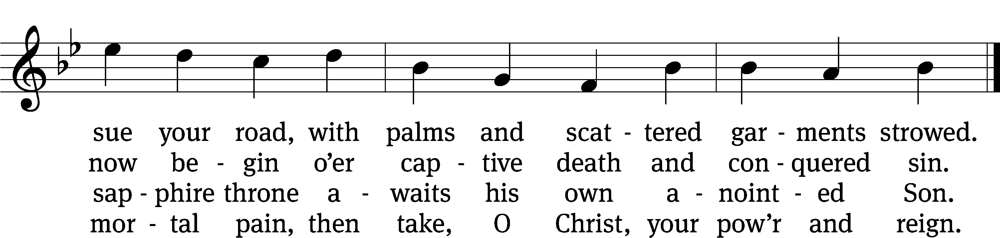 sue your road, with palms and scat - tered gar - ments strowed.
now be - gin o’er cap - tive death and con - quered sin.
sap - phire throne a - waits his own a - noint - ed Son.
mor - tal pain, then take, O Christ, your pow’r and reign.